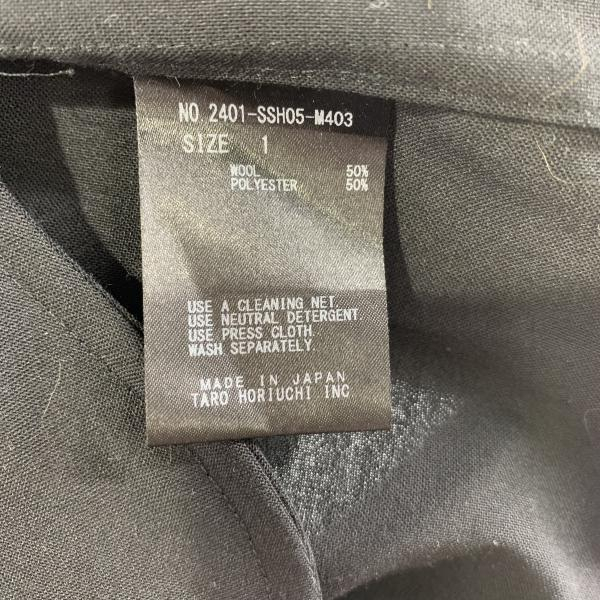 NO 2401-SSH05-M403
SIZE 1
WOOL 50%
POLYESTER 50%
USE A CLEANING NET.
USE NEUTRAL DETERGENT
USE PRESS CLOTH
WASH SEPARATELY.
MADE IN JAPAN
TARO HORIUCHI INC